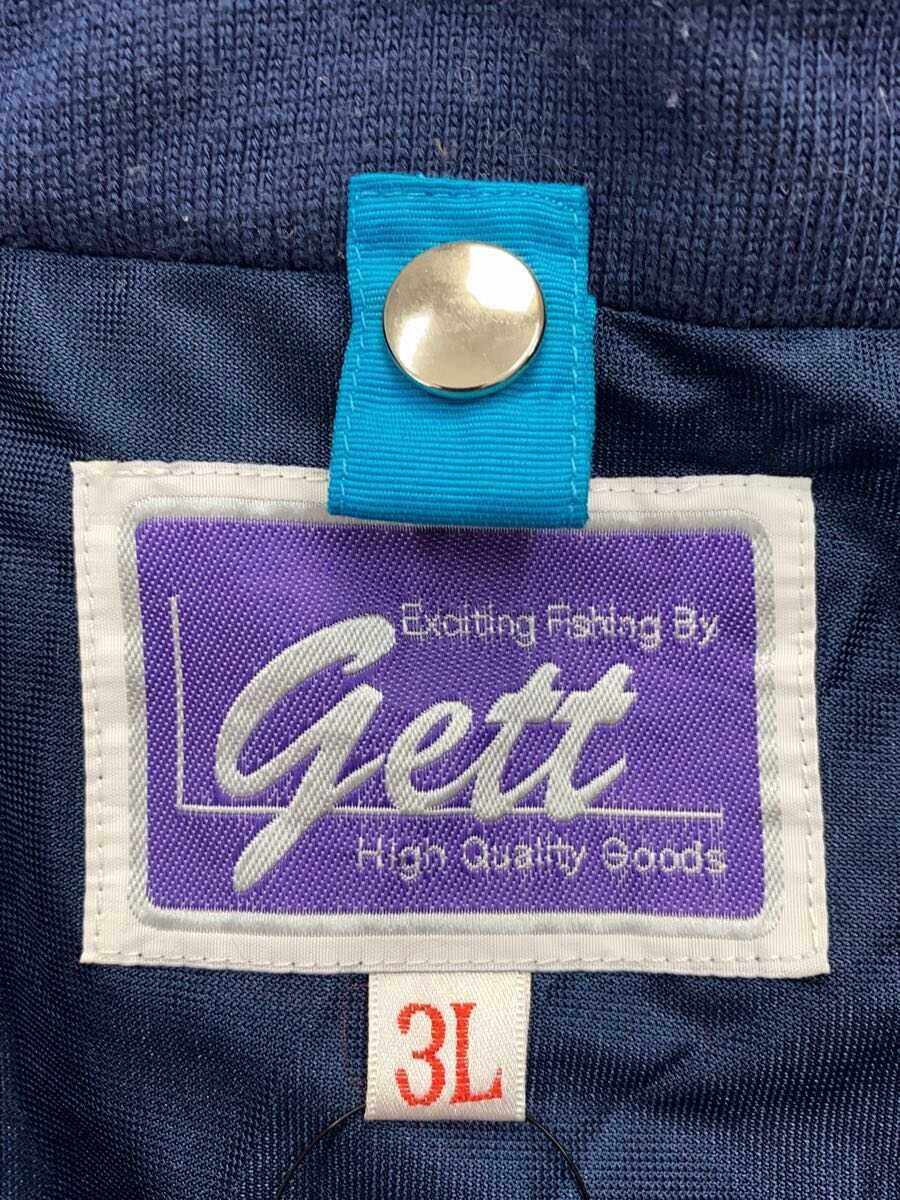 Exciting Fishing By
Gett
High Quality Goods
3L